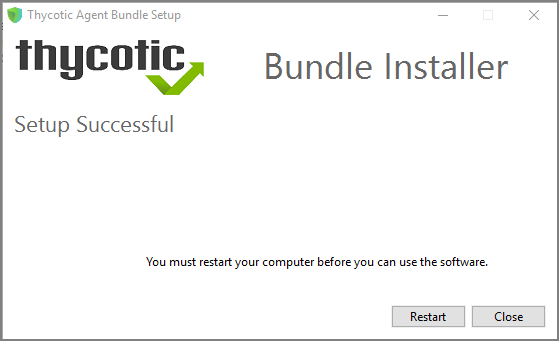 Thycotic Agent Bundle Setup
thycotic
Bundle Installer
Setup Successful
You must restart your computer before you can use the software.
Restart
Close